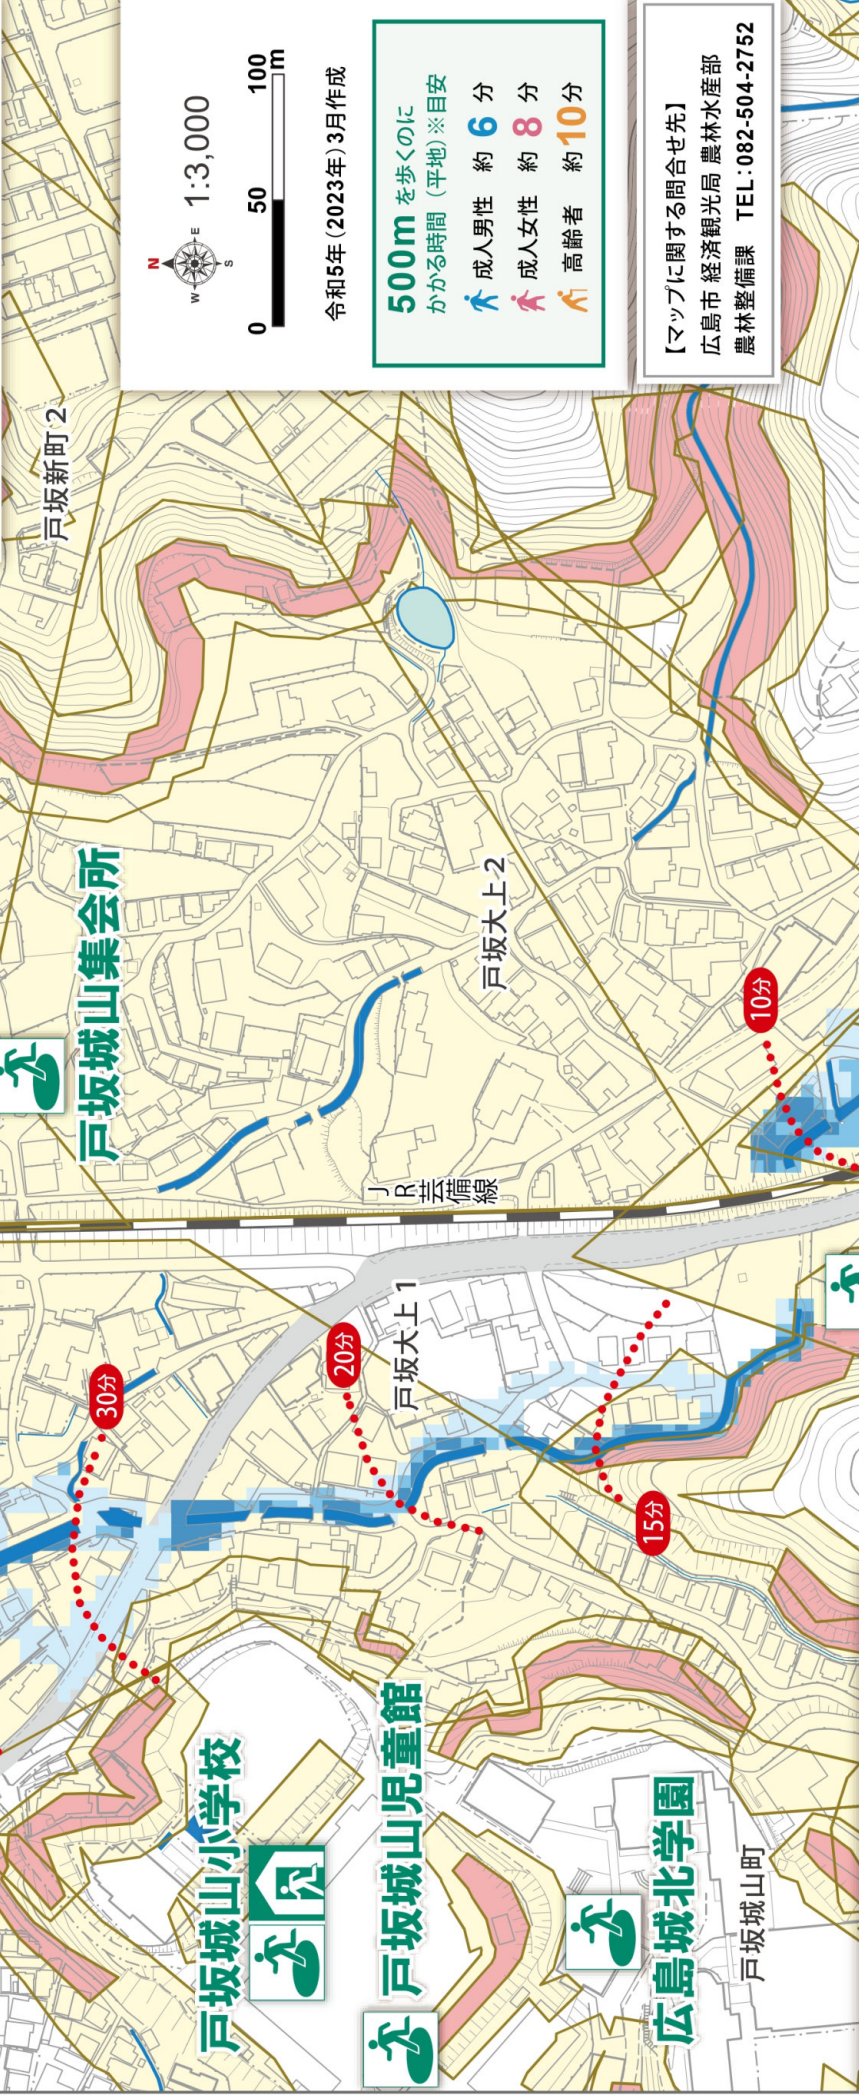 戸坂新町2
N
W
E
S
1:3,000
0 50 100m
令和5年(2023年)3月作成
500m を歩くのに
かかる時間(平地)※目安
成人男性 約6分
成人女性 約8分
高齢者 約10分
【マップに関する問合せ先】
広島市 経済観光局 農林水産部
農林整備課 TEL:082-504-2752
戸坂城山集会所
戸坂大上2
10分
JR芸備線
30分
20分
戸坂大上1
15分
戸坂城山小学校
戸坂城山児童館
広島城北学園
戸坂城山町